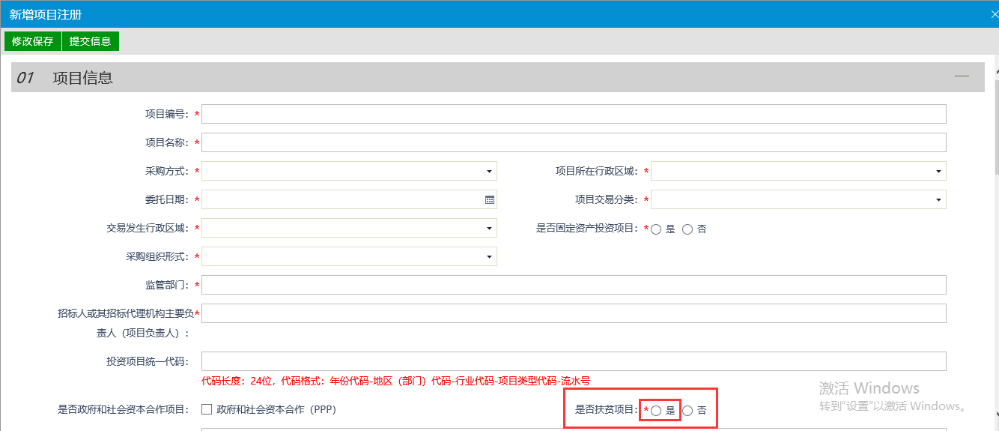 新增项目注册
修改保存 提交信息
01 项目信息
项目编号：*
项目名称：*
采购方式：* 项目所在行政区域：*
委托日期：* 项目交易分类：*
交易发生行政区域：* 是否固定资产投资项目：* 是 否
采购组织形式：*
监管部门：*
招标人或其招标代理机构主要负*
责人（项目负责人）：
投资项目统一代码：
代码长度：24位，代码格式：年份代码-地区（部门）代码-行业代码-项目类型代码-流水号
激活 Windows
转到“设置”以激活 Windows。
是否政府和社会资本合作项目： 政府和社会资本合作（PPP） 是否扶贫项目：* 是 否